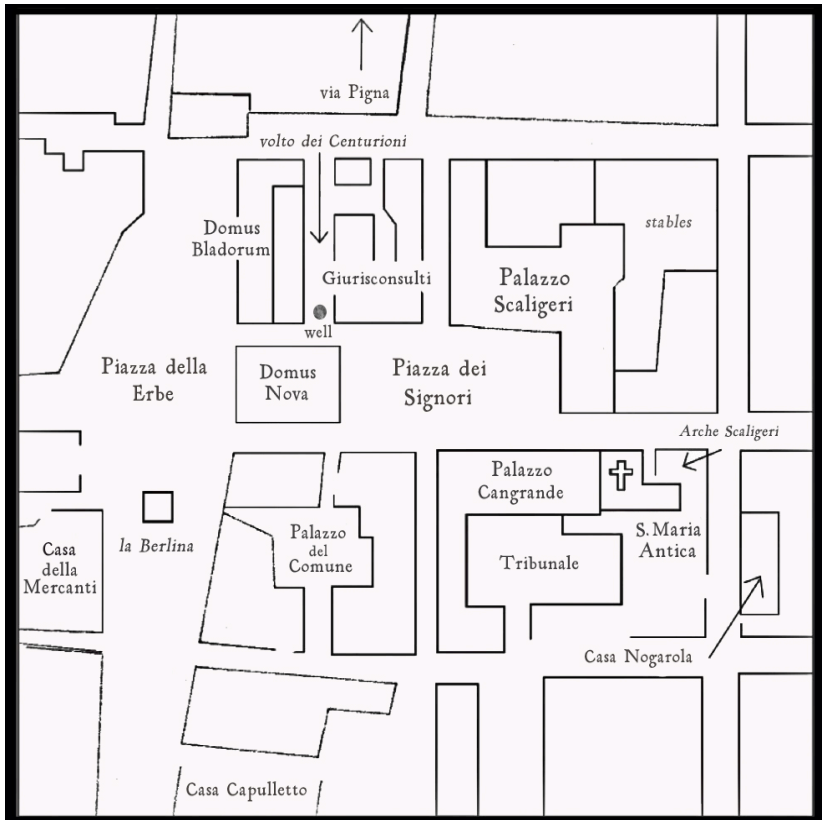 via Pigna
volto dei Centurioni
Domus
Bladorum
stables
Giurisconsulti
Palazzo
Scaligeri
well
Piazza della
Erbe
Domus
Nova
Piazza dei
Signori
Arche Scaligeri
Palazzo
Cangrande
S. Maria
Antica
la Berlina
Palazzo
del
Comune
Tribunale
Casa
della
Mercanti
Casa Nogarola
Casa Capulletto